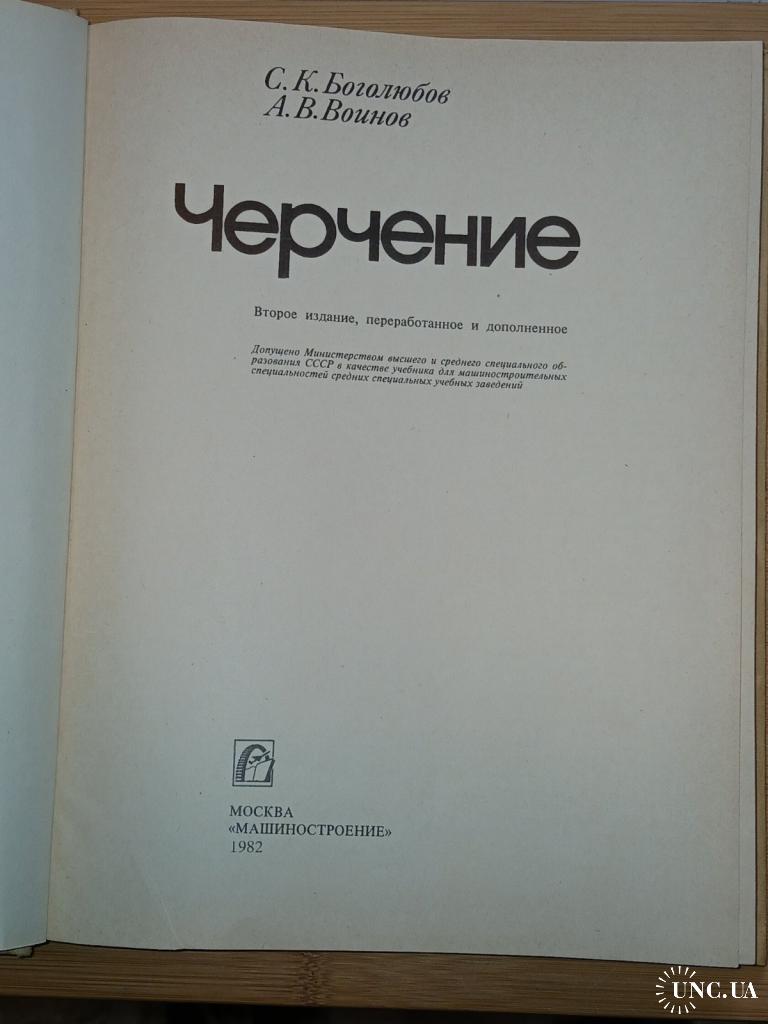 С. К. Боголюбов
А. В. Воинов
Черчение
Второе издание, переработанное и дополненное
Допущено Министерством высшего и среднего специального об-
разования СССР в качестве учебника для машиностроительных
специальностей средних специальных учебных заведений
МОСКВА
«МАШИНОСТРОЕНИЕ»
1982
UNC.UA